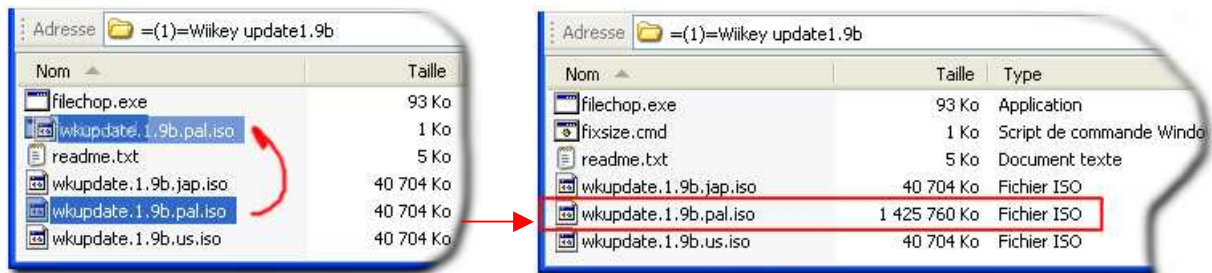 Adresse =(1)=Wiikey update1.9b
Nom Taille
filechop.exe 93 Ko
wkupdate.1.9b.pal.iso 1 Ko
readme.txt 5 Ko
wkupdate.1.9b.jap.iso 40 704 Ko
wkupdate.1.9b.pal.iso 40 704 Ko
wkupdate.1.9b.us.iso 40 704 Ko
Adresse =(1)=Wiikey update1.9b
Nom Taille Type
filechop.exe 93 Ko Application
fixsize.cmd 1 Ko Script de commande Windo
readme.txt 5 Ko Document texte
wkupdate.1.9b.jap.iso 40 704 Ko Fichier ISO
wkupdate.1.9b.pal.iso 1 425 760 Ko Fichier ISO
wkupdate.1.9b.us.iso 40 704 Ko Fichier ISO